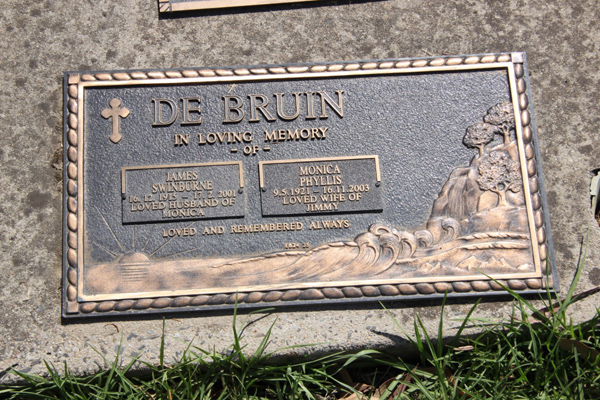 DE BRUIN
IN LOVING MEMORY
- OF -
JAMES
SWINBURNE
LOVED HUSBAND OF
MONICA
MONICA
PHYLLIS
9.5.1921 - 16.11.2003
LOVED WIFE OF
JIMMY
LOVED AND REMEMBERED ALWAYS